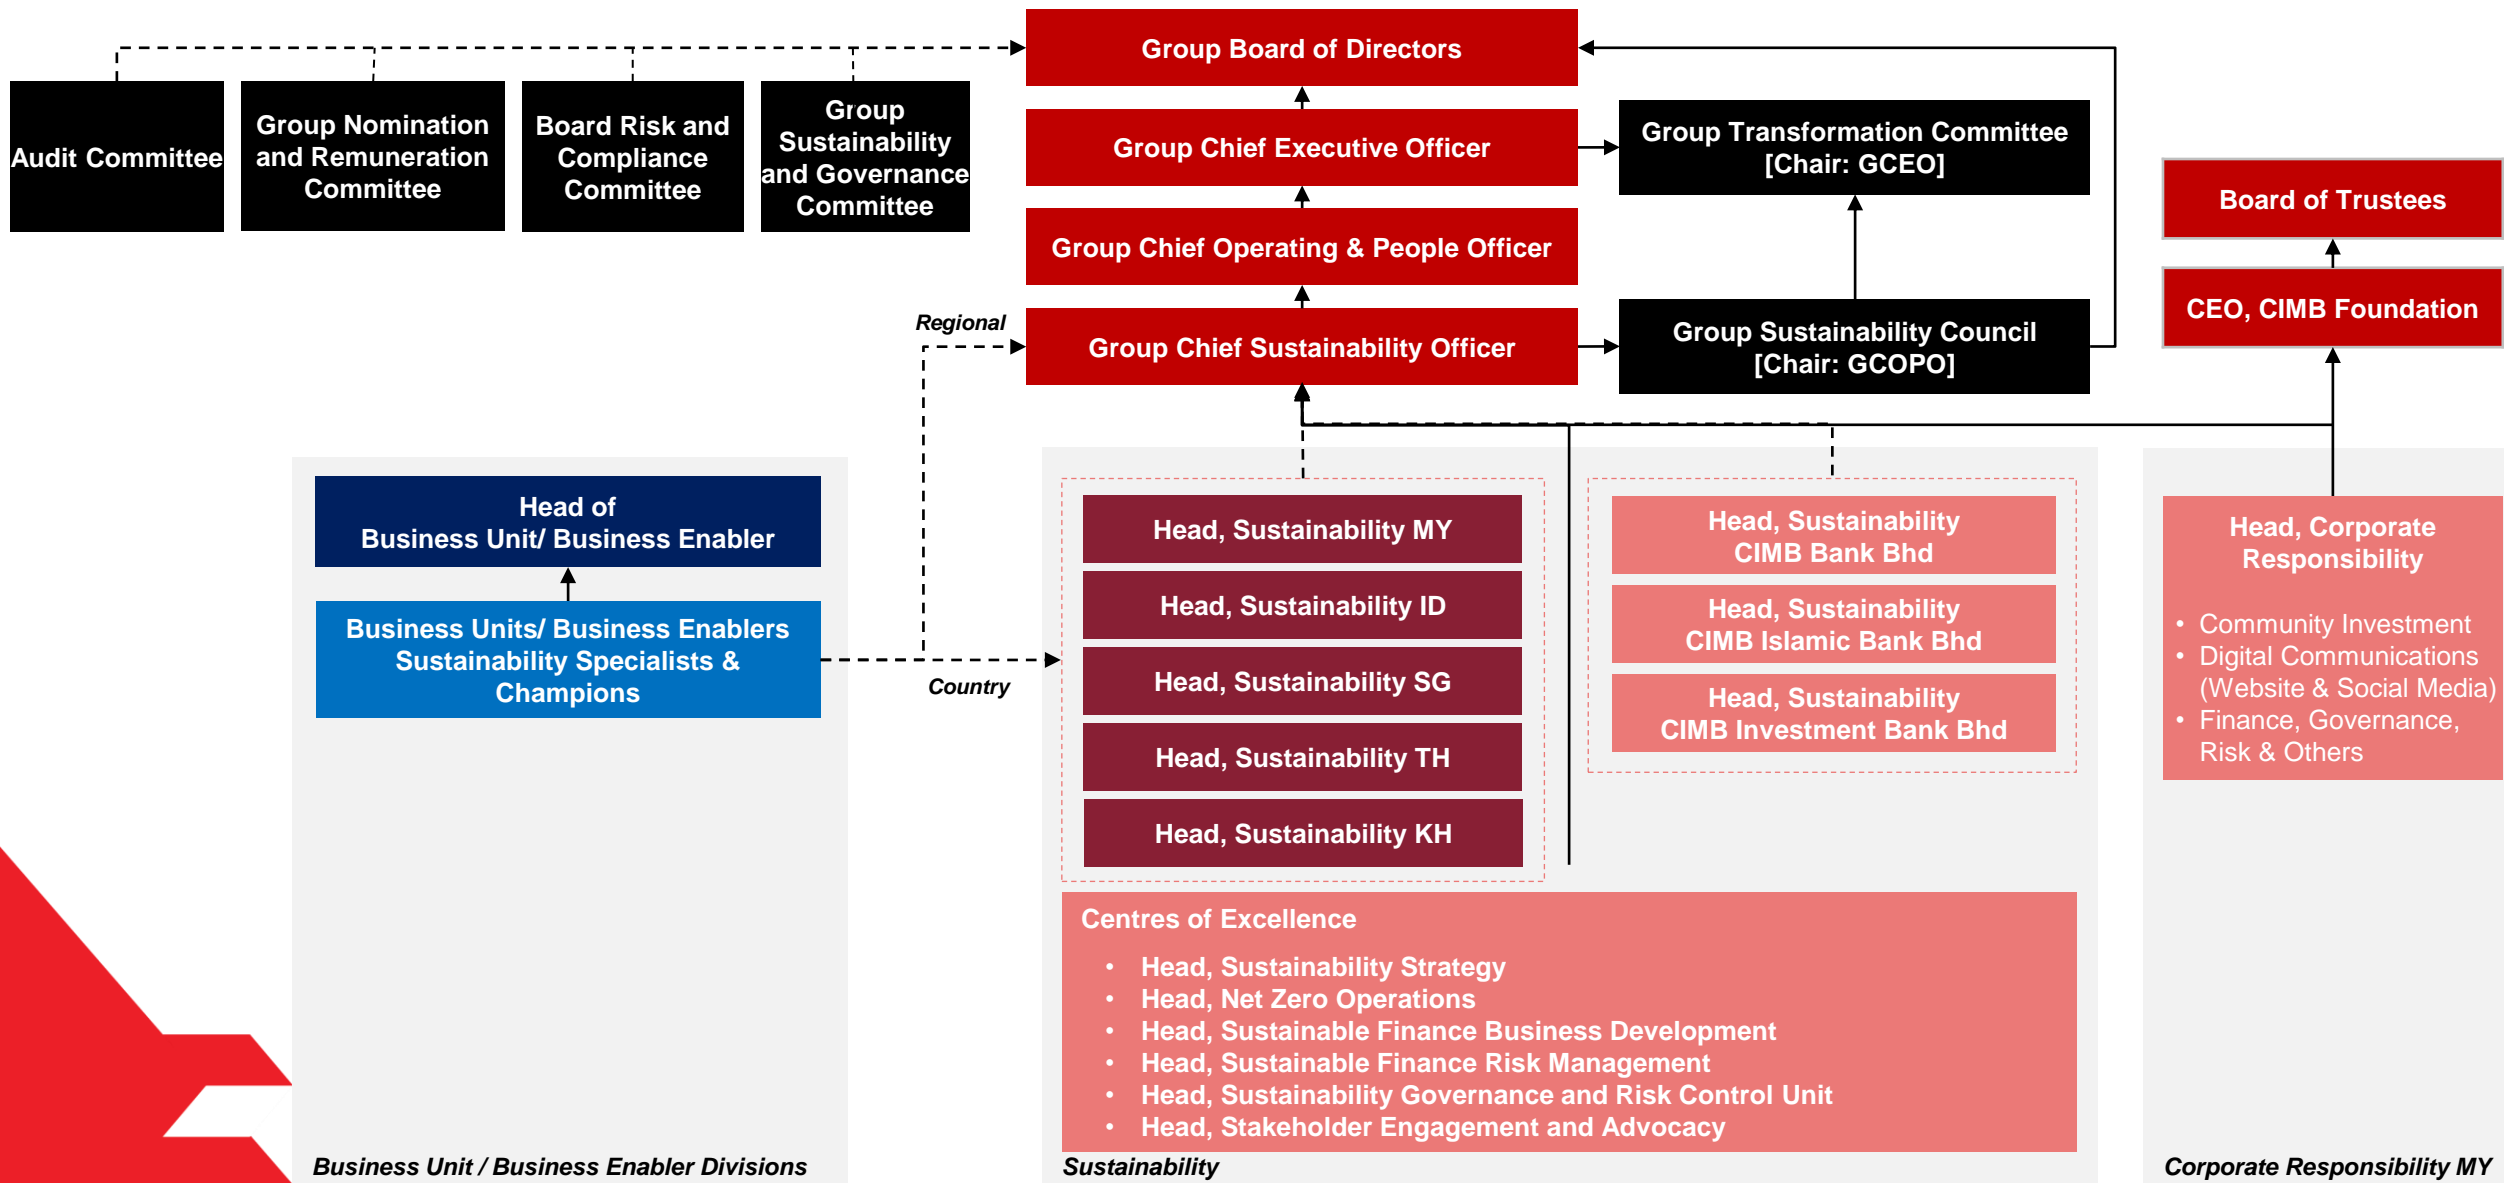 Group Board of Directors
Audit Committee
Group Nomination
and Remuneration
Committee
Board Risk and
Compliance
Committee
Group
Sustainability
and Governance
Committee
Group Chief Executive Officer
Group Transformation Committee
[Chair: GCEO]
Board of Trustees
Group Chief Operating & People Officer
CEO, CIMB Foundation
Regional
Group Chief Sustainability Officer
Group Sustainability Council
[Chair: GCOPO]
Head of
Business Unit/ Business Enabler
Business Units/ Business Enablers
Sustainability Specialists &
Champions
Country
Head, Sustainability MY
Head, Sustainability ID
Head, Sustainability SG
Head, Sustainability TH
Head, Sustainability KH
Head, Sustainability
CIMB Bank Bhd
Head, Sustainability
CIMB Islamic Bank Bhd
Head, Sustainability
CIMB Investment Bank Bhd
Head, Corporate
Responsibility
• Community Investment
• Digital Communications
(Website & Social Media)
• Finance, Governance,
Risk & Others
Centres of Excellence
• Head, Sustainability Strategy
• Head, Net Zero Operations
• Head, Sustainable Finance Business Development
• Head, Sustainable Finance Risk Management
• Head, Sustainability Governance and Risk Control Unit
• Head, Stakeholder Engagement and Advocacy
Business Unit / Business Enabler Divisions
Sustainability
Corporate Responsibility MY